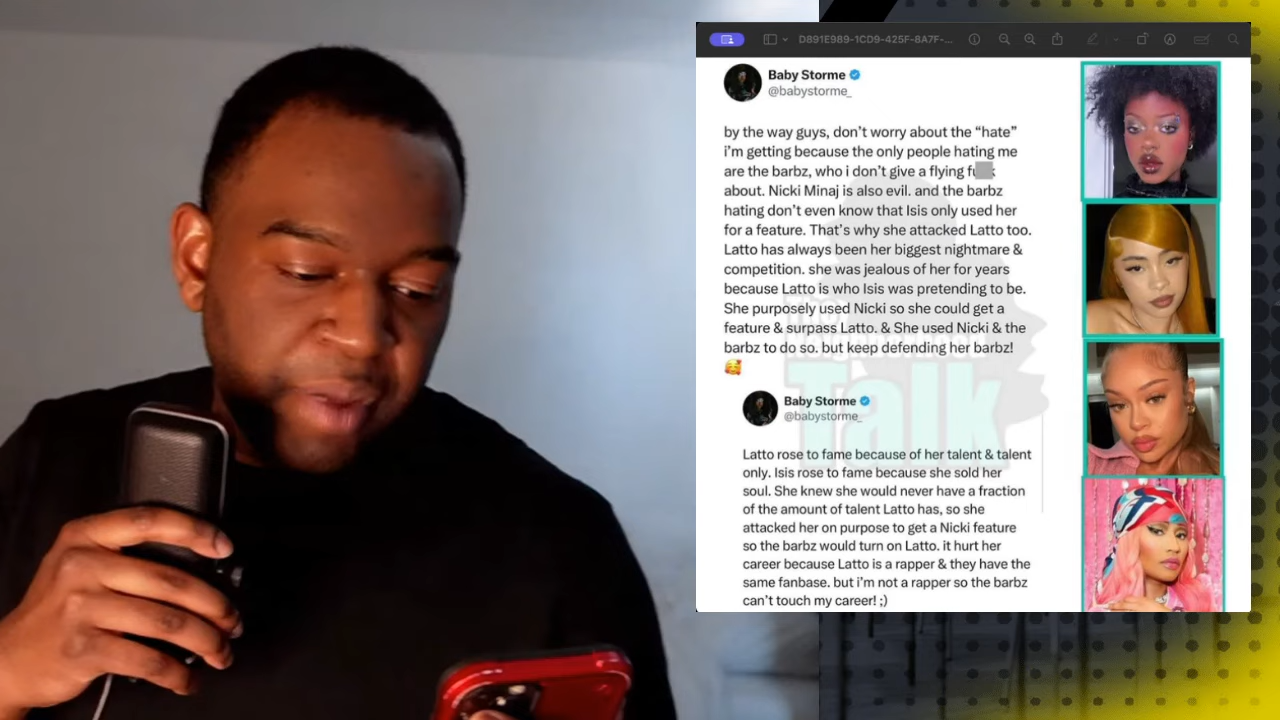 D891E989-1CD9-425F-8A7F-...
Baby Storme
@babystorme_
by the way guys, don't worry about the "hate"
i'm getting because the only people hating me
are the barbz, who i don't give a flying fu k
about. Nicki Minaj is also evil. and the barbz
hating don't even know that Isis only used her
for a feature. That's why she attacked Latto too.
Latto has always been her biggest nightmare &
competition. she was jealous of her for years
because Latto is who Isis was pretending to be.
She purposely used Nicki so she could get a
feature & surpass Latto. & She used Nicki & the
barbz to do so. but keep defending her barbz!
🥰
The
Neighborhood
Talk
Baby Storme
@babystorme_
Latto rose to fame because of her talent & talent
only. Isis rose to fame because she sold her
soul. She knew she would never have a fraction
of the amount of talent Latto has, so she
attacked her on purpose to get a Nicki feature
so the barbz would turn on Latto. it hurt her
career because Latto is a rapper & they have the
same fanbase. but i'm not a rapper so the barbz
can't touch my career! ;)